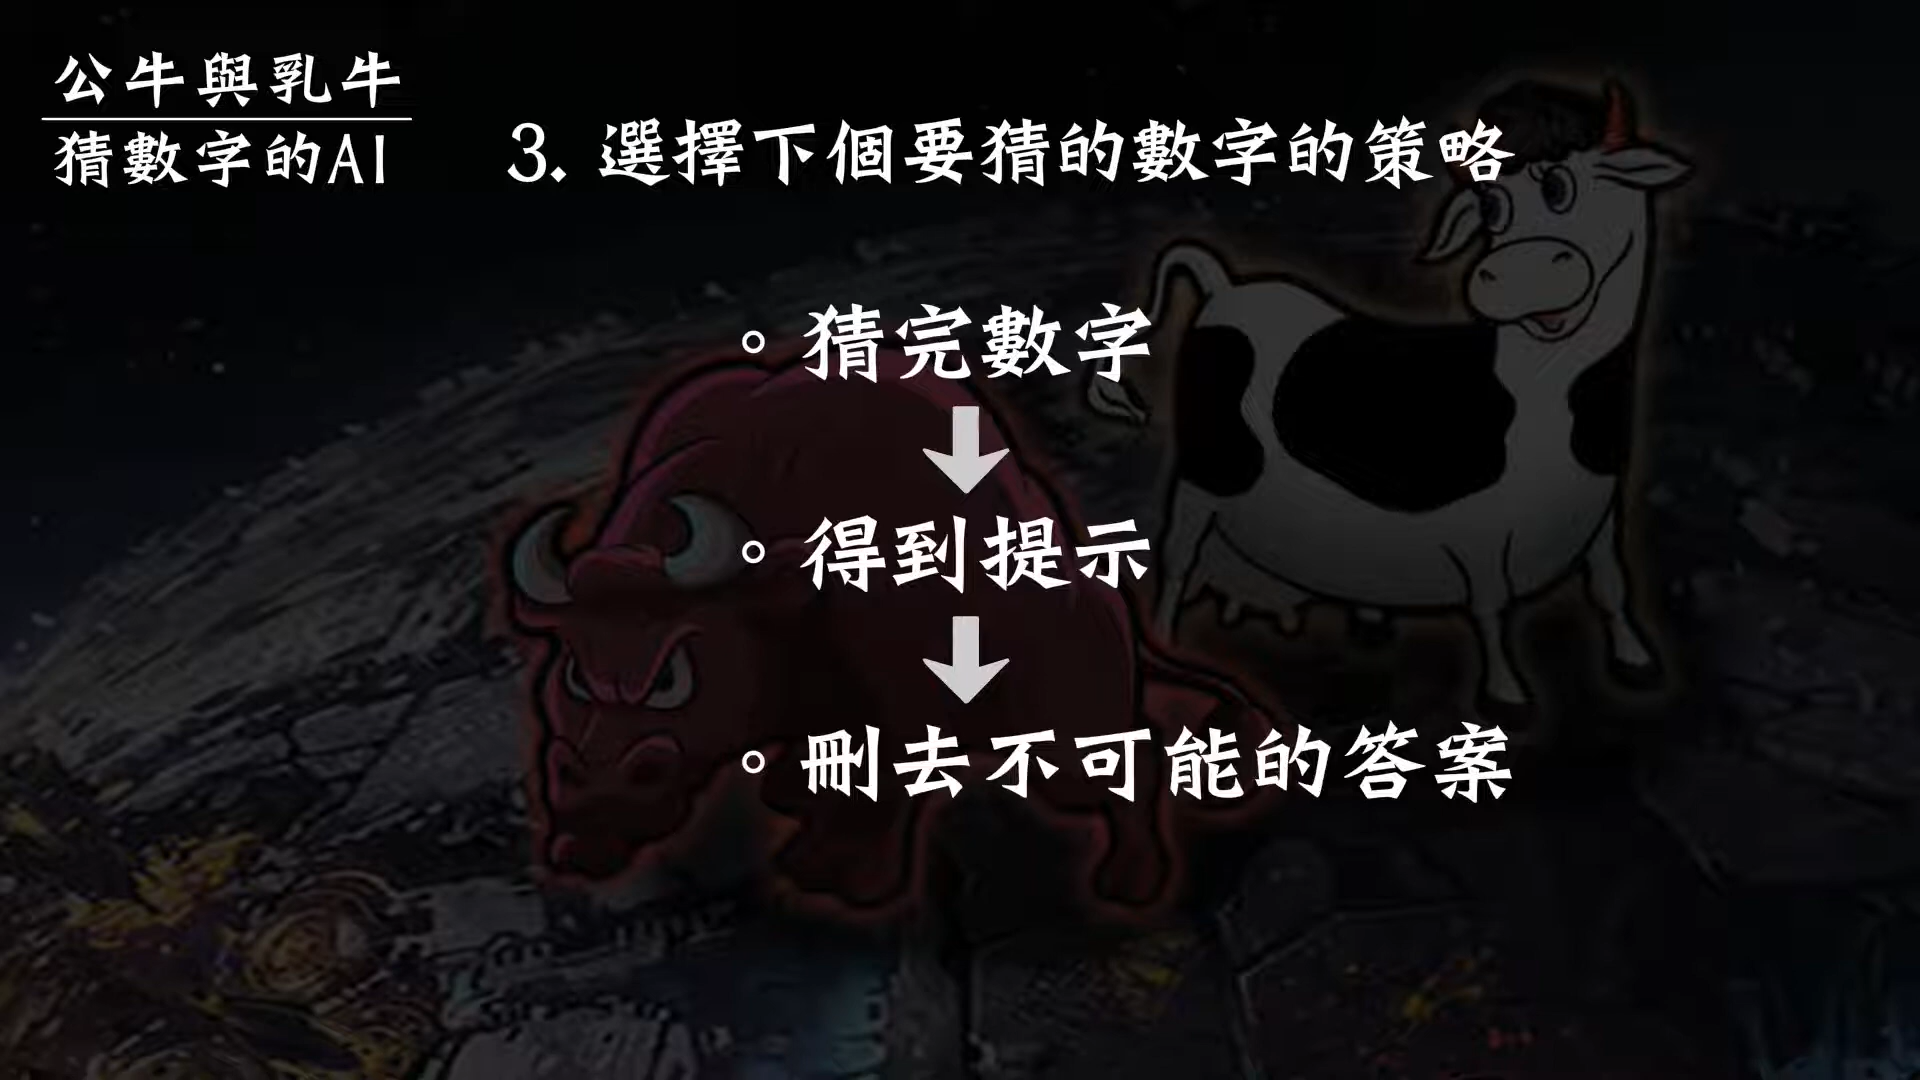 公牛與乳牛
猜數字的AI
3. 選擇下個要猜的數字的策略
。猜完數字
。得到提示
。刪去不可能的答案